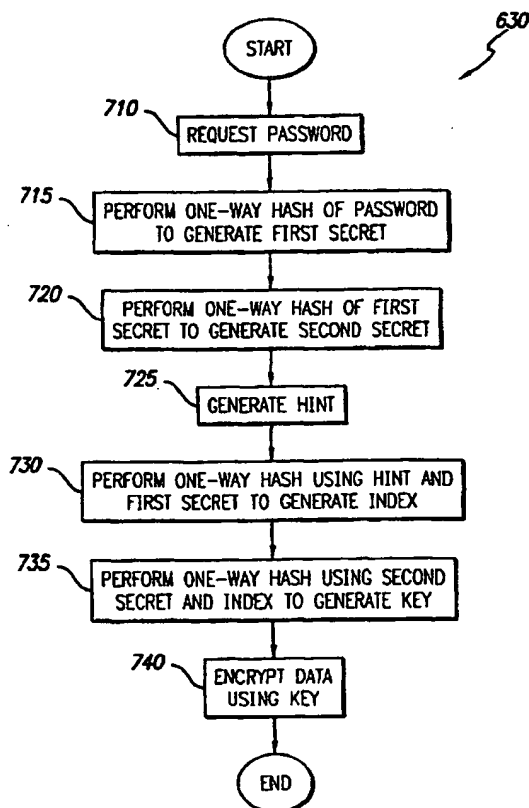 630
START
710
REQUEST PASSWORD
715
PERFORM ONE-WAY HASH OF PASSWORD
TO GENERATE FIRST SECRET
720
PERFORM ONE-WAY HASH OF FIRST
SECRET TO GENERATE SECOND SECRET
725
GENERATE HINT
730
PERFORM ONE-WAY HASH USING HINT AND
FIRST SECRET TO GENERATE INDEX
735
PERFORM ONE-WAY HASH USING SECOND
SECRET AND INDEX TO GENERATE KEY
740
ENCRYPT DATA
USING KEY
END